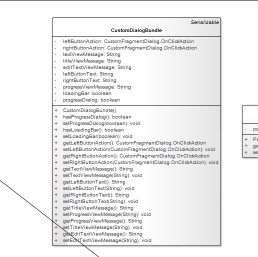 Serializable
CustomDialogBundle
- leftButtonAction: CustomFragmentDialog.OnClickAction
- rightButtonAction: CustomFragmentDialog.OnClickAction
- textViewMessage: String
- titleViewMessage: String
- editTextViewMessage: String
- leftButtonText: String
- rightButtonText: String
- progressViewMessage: String
- loadingBar: boolean
- progressDialog: boolean
+ CustomDialogBundle()
+ hasProgressDialog(): boolean
+ setProgressDialog(boolean): void
+ hasLoadingBar(): boolean
+ setLoadingBar(boolean): void
+ getLeftButtonAction(): CustomFragmentDialog.OnClickAction
+ setLeftButtonAction(CustomFragmentDialog.OnClickAction): void
+ getRightButtonAction(): CustomFragmentDialog.OnClickAction
+ setRightButtonAction(CustomFragmentDialog.OnClickAction): void
+ getTextViewMessage(): String
+ setTextViewMessage(String): void
+ getLeftButtonText(): String
+ setLeftButtonText(String): void
+ getRightButtonText(): String
+ setRightButtonText(String): void
+ getTitleViewMessage(): String
+ setProgressViewMessage(String): void
+ getProgressViewMessage(): String
+ setTitleViewMessage(String): void
+ getEditTextViewMessage(): String
+ setEditTextViewMessage(String): void